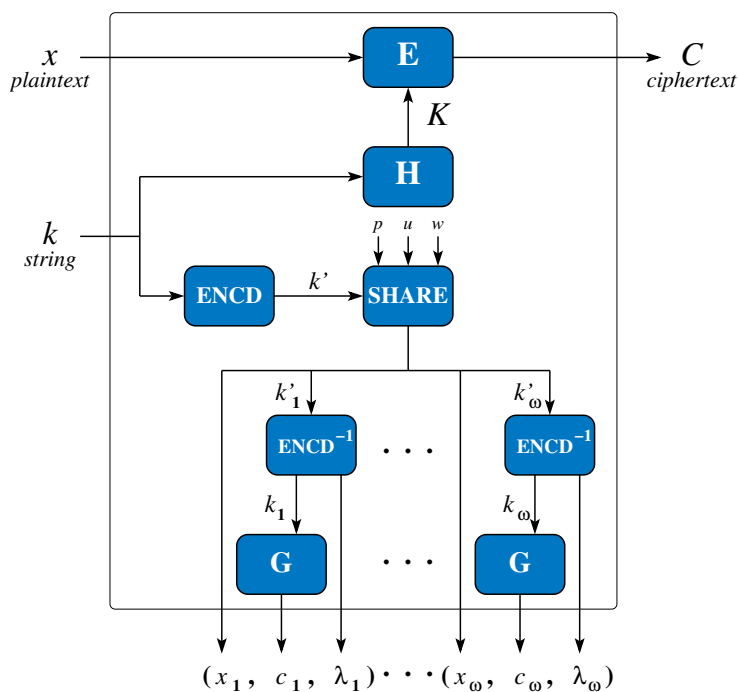 x
plaintext
E
C
ciphertext
K
H
k
string
p u w
ENCD
k’
SHARE
k’1 k’ω
ENCD−1 · · · ENCD−1
k1 kω
G · · · G
( x1 , c1 , λ1 ) · · · ( xω , cω , λω )